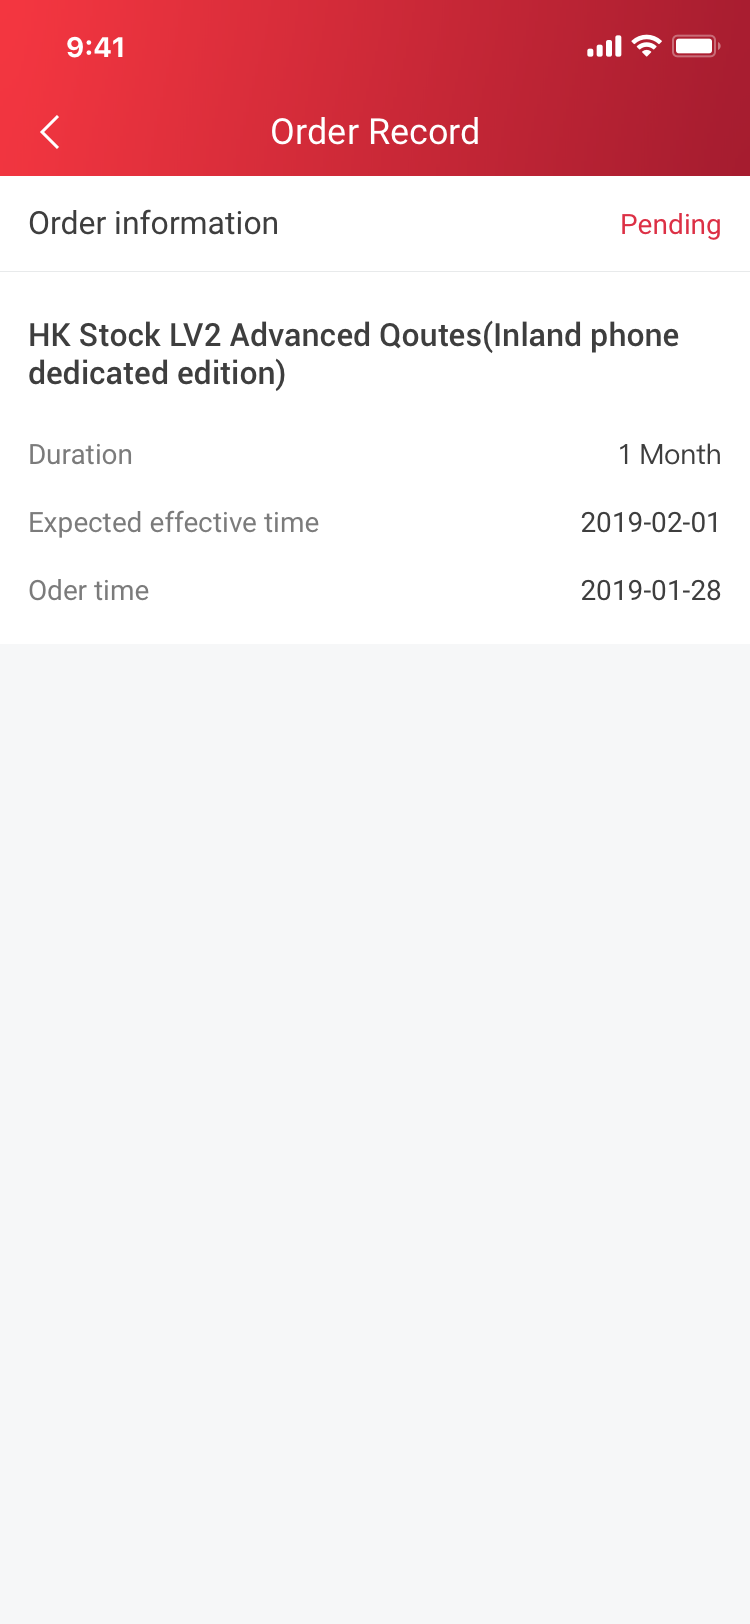 9:41
Order Record
Order information
Pending
HK Stock LV2 Advanced Qoutes(Inland phone
dedicated edition)
Duration
1 Month
Expected effective time
2019-02-01
Oder time
2019-01-28